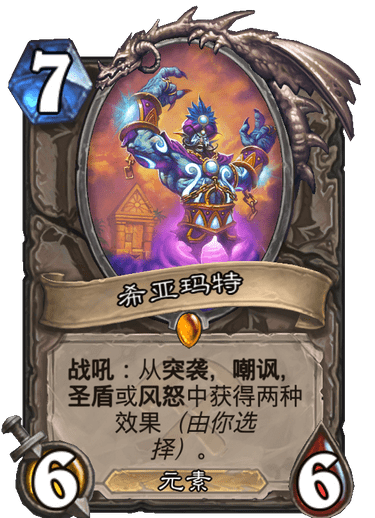 7
希亚玛特
战吼：从突袭，嘲讽，
圣盾或风怒中获得两种
效果（由你选
择）。
6
元素
6